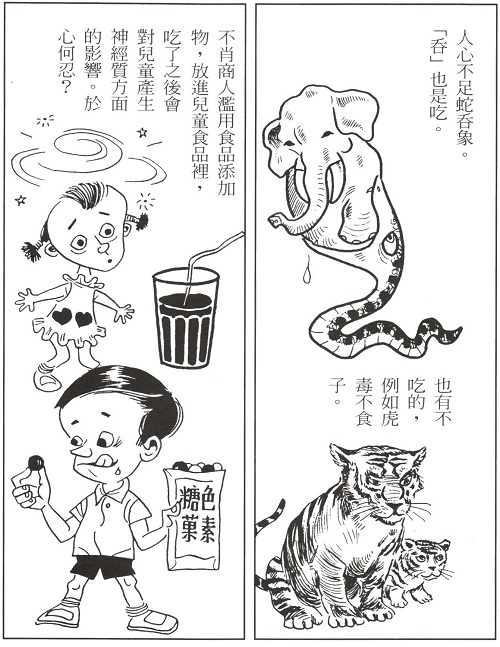 人心不足蛇吞象。
「吞」也是吃。
也有不
吃的，
例如虎
毒不食
子。
不肖商人濫用食品添加
物，放進兒童食品裡，
吃了之後會
對兒童產生
神經質方面
的影響。於
心何忍？
色素
糖菓